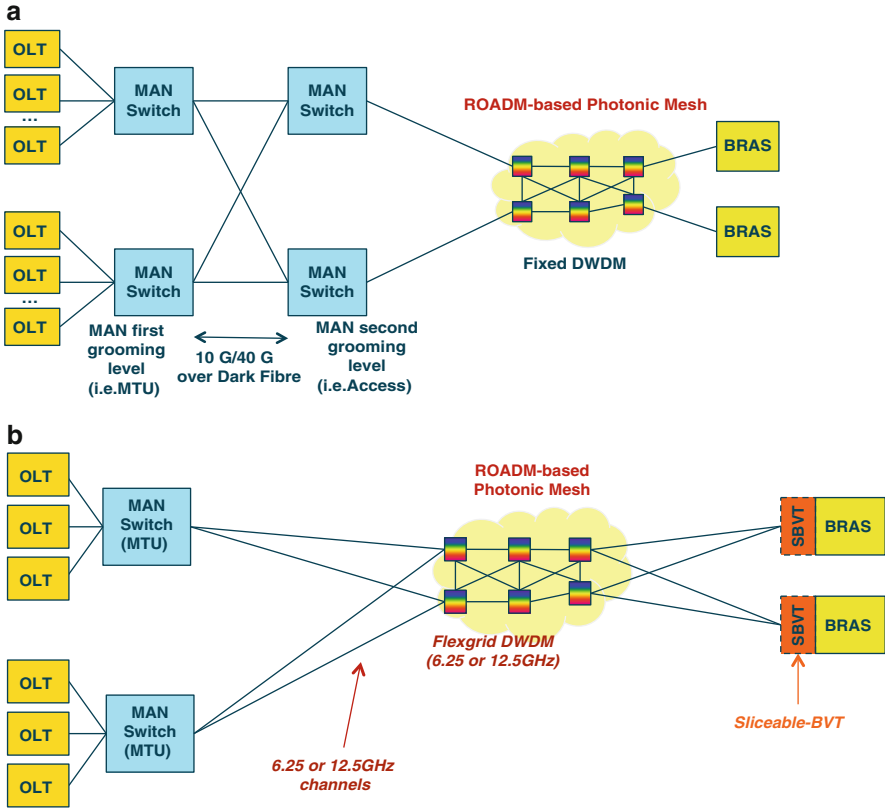 a
OLT
OLT
...
OLT
MAN
Switch
MAN
Switch
ROADM-based Photonic Mesh
BRAS
BRAS
Fixed DWDM
OLT
OLT
...
OLT
MAN
Switch
MAN
Switch
MAN first
grooming
level
(i.e.MTU)
10 G/40 G
over Dark Fibre
MAN second
grooming
level
(i.e.Access)
b
OLT
OLT
OLT
MAN
Switch
(MTU)
ROADM-based
Photonic Mesh
SBVT
BRAS
SBVT
BRAS
Flexgrid DWDM
(6.25 or 12.5GHz)
OLT
OLT
OLT
MAN
Switch
(MTU)
6.25 or 12.5GHz
channels
Sliceable-BVT